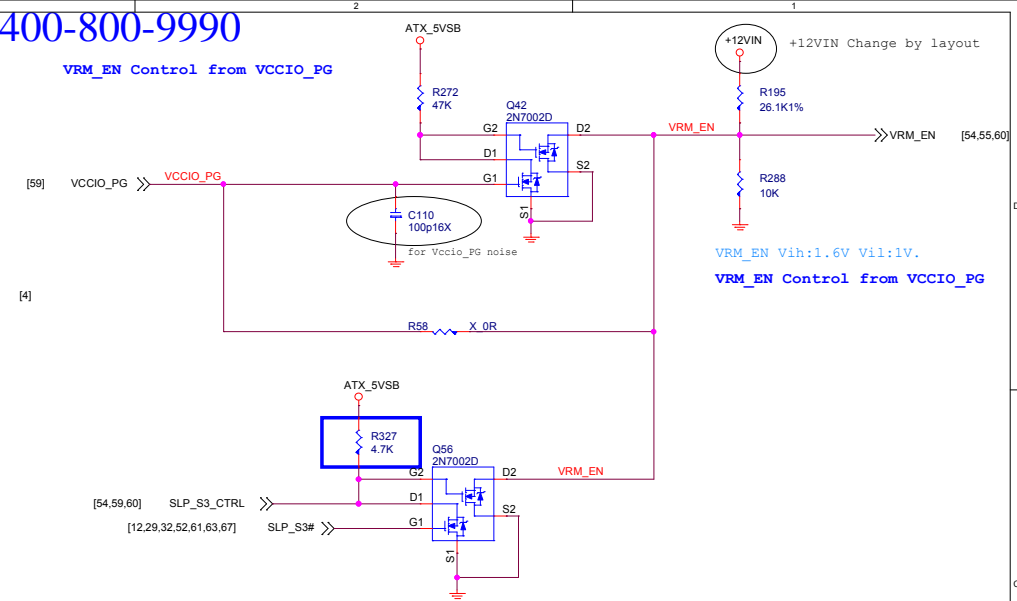 2
1
400-800-9990
VRM_EN Control from VCCIO_PG
ATX_5VSB
R272
47K
Q42
2N7002D
G2
D2
D1
S2
G1
S1
+12VIN
+12VIN Change by layout
R195
26.1K1%
VRM_EN
VRM_EN
[54,55,60]
R288
10K
[59]
VCCIO_PG
VCCIO_PG
C110
100p16X
for Vccio_PG noise
VRM_EN Vih:1.6V Vil:1V.
VRM_EN Control from VCCIO_PG
[4]
R58
X_0R
ATX_5VSB
R327
4.7K
Q56
2N7002D
G2
D2
VRM_EN
[54,59,60]
SLP_S3_CTRL
D1
S2
[12,29,32,52,61,63,67]
SLP_S3#
G1
S1